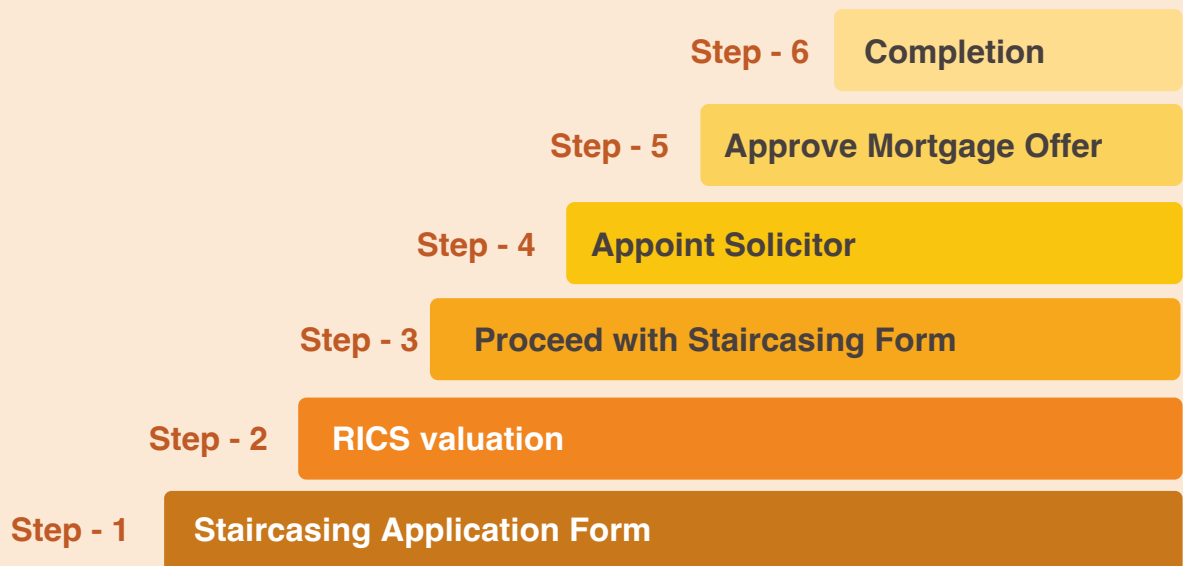 Step - 6 Completion
Step - 5 Approve Mortgage Offer
Step - 4 Appoint Solicitor
Step - 3 Proceed with Staircasing Form
Step - 2 RICS valuation
Step - 1 Staircasing Application Form